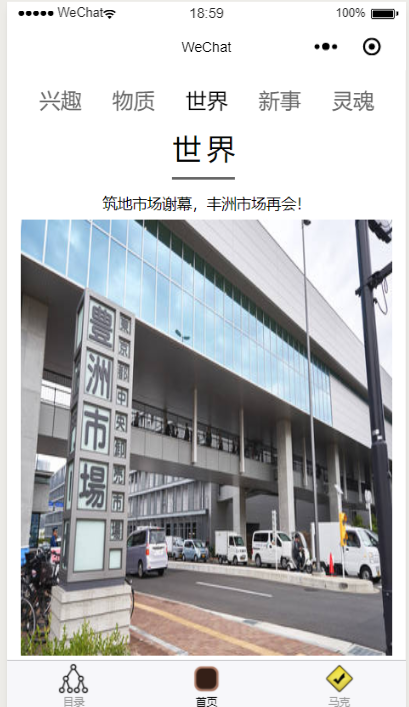 WeChat
18:59
100%
WeChat
兴趣 物质 世界 新事 灵魂
世界
筑地市场谢幕，丰洲市场再会！
豊洲市場
東京都中央卸売市場
目录 首页 马克